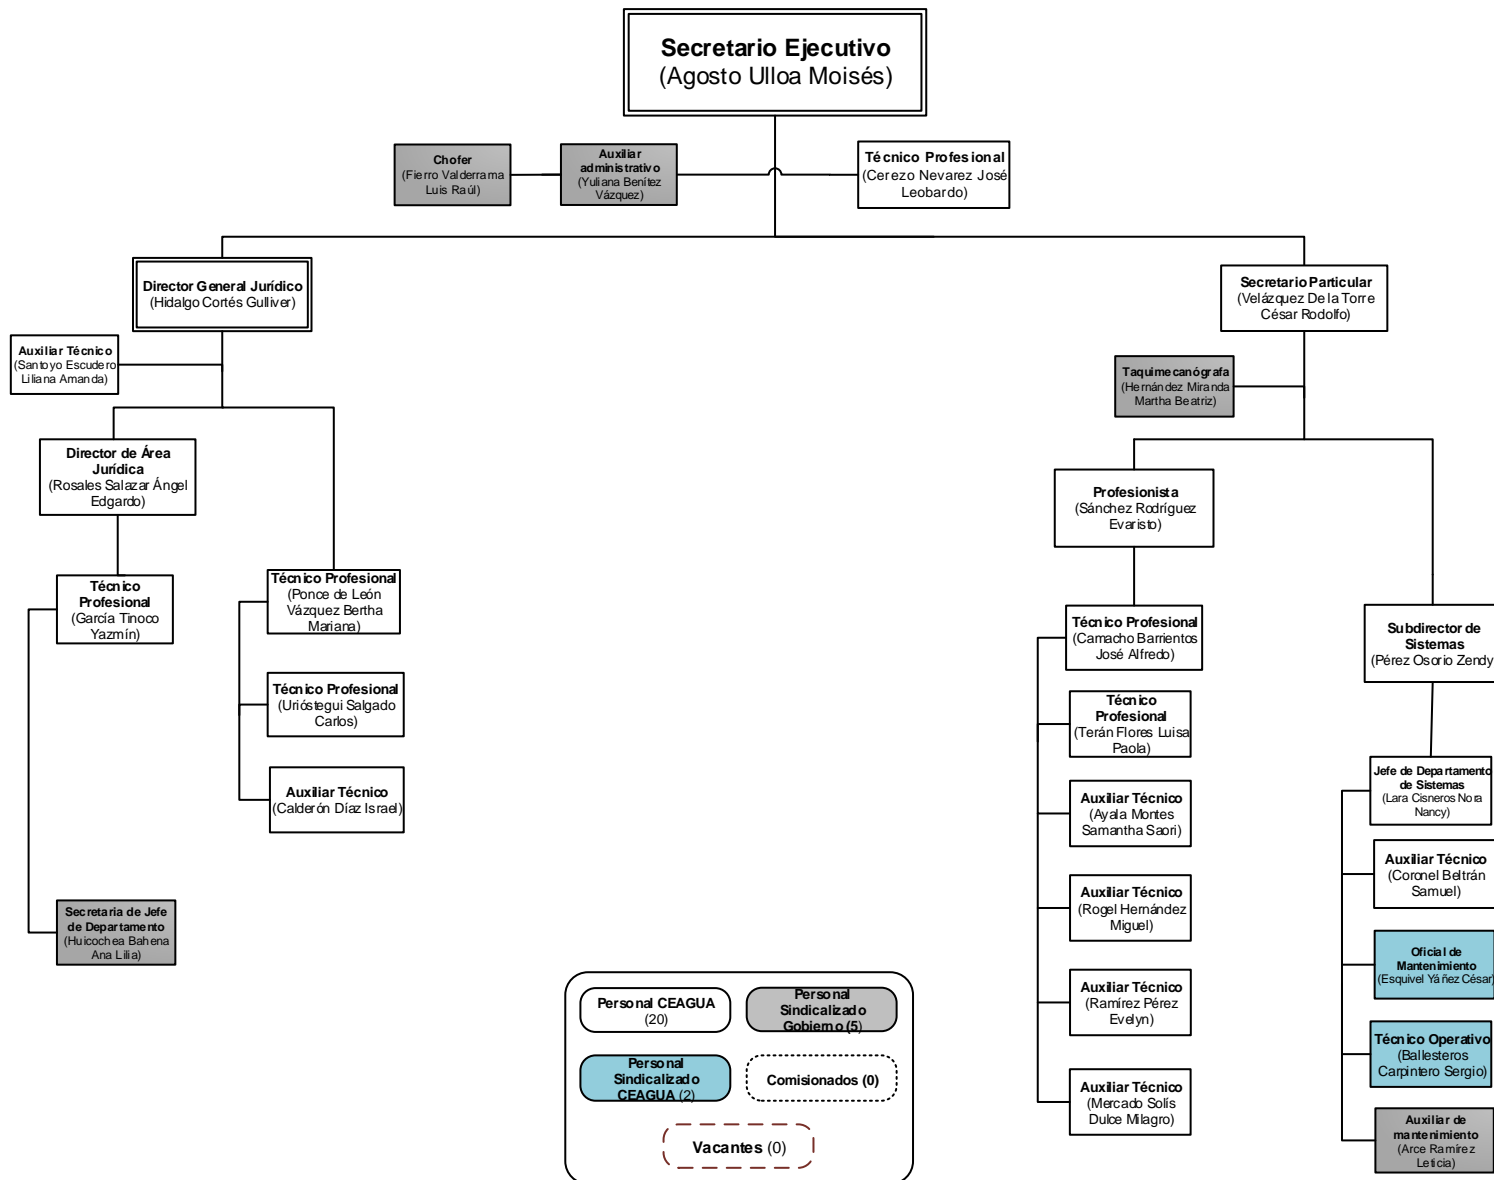 Secretario Ejecutivo
(Agosto Ulloa Moisés)
Chofer
(Fierro Valderrama
Luis Raúl)
Auxiliar
administrativo
(Yuliana Benítez
Vázquez)
Técnico Profesional
(Cerezo Nevarez José
Leobardo)
Director General Jurídico
(Hidalgo Cortés Gulliver)
Secretario Particular
(Velázquez De la Torre
César Rodolfo)
Auxiliar Técnico
(Santoyo Escudero
Liliana Amanda)
Taquimecanógrafa
(Hernández Miranda
Martha Beatriz)
Director de Área
Jurídica
(Rosales Salazar Ángel
Edgardo)
Profesionista
(Sánchez Rodríguez
Evaristo)
Técnico
Profesional
(García Tinoco
Yazmín)
Técnico Profesional
(Ponce de León
Vázquez Bertha
Mariana)
Técnico Profesional
(Camacho Barrientos
José Alfredo)
Subdirector de
Sistemas
(Pérez Osorio Zendy
Técnico Profesional
(Urióstegui Salgado
Carlos)
Técnico
Profesional
(Terán Flores Luisa
Paola)
Auxiliar Técnico
(Calderón Díaz Israel)
Auxiliar Técnico
(Ayala Montes
Samantha Saori)
Jefe de Departamento
de Sistemas
(Lara Cisneros Nora
Nancy)
Auxiliar Técnico
(Coronel Beltrán
Samuel)
Secretaria de Jefe
de Departamento
(Huicochea Bahena
Ana Lilia)
Auxiliar Técnico
(Rogel Hernández
Miguel)
Oficial de
Mantenimiento
(Esquivel Yáñez César)
Auxiliar Técnico
(Ramírez Pérez
Evelyn)
Técnico Operativo
(Ballesteros
Carpintero Sergio)
Auxiliar Técnico
(Mercado Solís
Dulce Milagro)
Auxiliar de
mantenimiento
(Arce Ramírez
Leticia)
Personal CEAGUA
(20)
Personal
Sindicalizado
Gobierno (5)
Personal
Sindicalizado
CEAGUA (2)
Comisionados (0)
Vacantes (0)